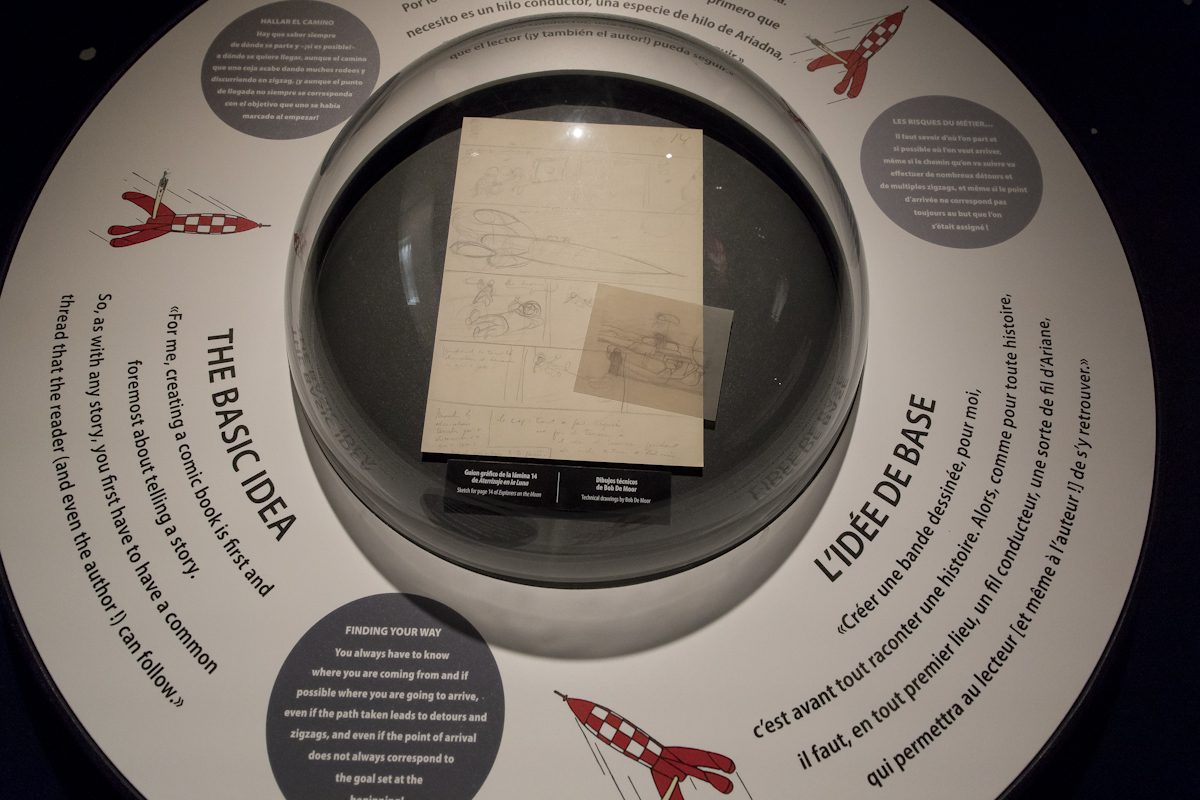 HALLAR EL CAMINO
Hay que saber siempre
de dónde se parte y –¡si es posible!–
a dónde se quiere llegar, aunque el camino
que uno coja acabe dando muchos rodeos y
discurriendo en zigzag, ¡y aunque el punto
de llegada no siempre se corresponda
con el objetivo que uno se había
marcado al empezar!
primero que
necesito es un hilo conductor, una especie de hilo de Ariadna,
que el lector (¡y también el autor!) pueda seguir.»
LES RISQUES DU MÉTIER...
Il faut savoir d'où l'on part et
si possible où l'on veut arriver,
même si le chemin qu'on va suivre va
effectuer de nombreux détours et
de multiples zigzags, et même si le point
d'arrivée ne correspond pas
toujours au but que l'on
s'était assigné !
14
Guion gráfico de la lámina 14
de Aterrizaje en la Luna
Sketch for page 14 of Explorers on the Moon
Dibujos técnicos
de Bob De Moor
Technical drawings by Bob De Moor
THE BASIC IDEA
«For me, creating a comic book is first and
foremost about telling a story.
So, as with any story, you first have to have a common
thread that the reader (and even the author !) can follow.»
FINDING YOUR WAY
You always have to know
where you are coming from and if
possible where you are going to arrive,
even if the path taken leads to detours and
zigzags, and even if the point of arrival
does not always correspond to
the goal set at the
beginning!
L'IDÉE DE BASE
«Créer une bande dessinée, pour moi,
c'est avant tout raconter une histoire. Alors, comme pour toute histoire,
il faut, en tout premier lieu, un fil conducteur, une sorte de fil d'Ariane,
qui permettra au lecteur [et même à l'auteur !] de s'y retrouver.»